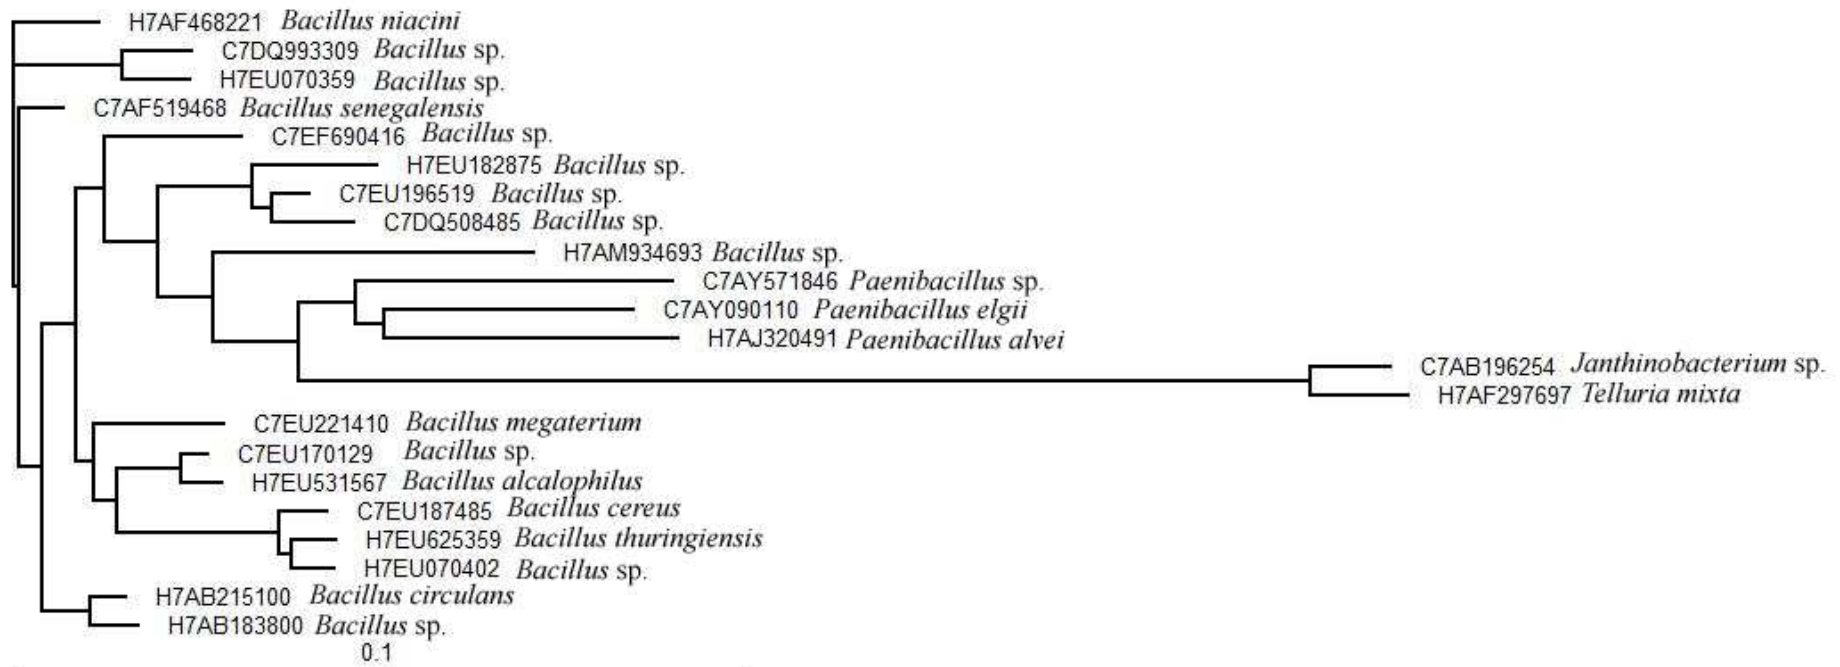 H7AF468221 Bacillus niacini
C7DQ993309 Bacillus sp.
H7EU070359 Bacillus sp.
C7AF519468 Bacillus senegalensis
C7EF690416 Bacillus sp.
H7EU182875 Bacillus sp.
C7EU196519 Bacillus sp.
C7DQ508485 Bacillus sp.
H7AM934693 Bacillus sp.
C7AY571846 Paenibacillus sp.
C7AY090110 Paenibacillus elgii
H7AJ320491 Paenibacillus alvei
C7AB196254 Janthinobacterium sp.
H7AF297697 Telluria mixta
C7EU221410 Bacillus megaterium
C7EU170129 Bacillus sp.
H7EU531567 Bacillus alcalophilus
C7EU187485 Bacillus cereus
H7EU625359 Bacillus thuringiensis
H7EU070402 Bacillus sp.
H7AB215100 Bacillus circulans
H7AB183800 Bacillus sp.
0.1